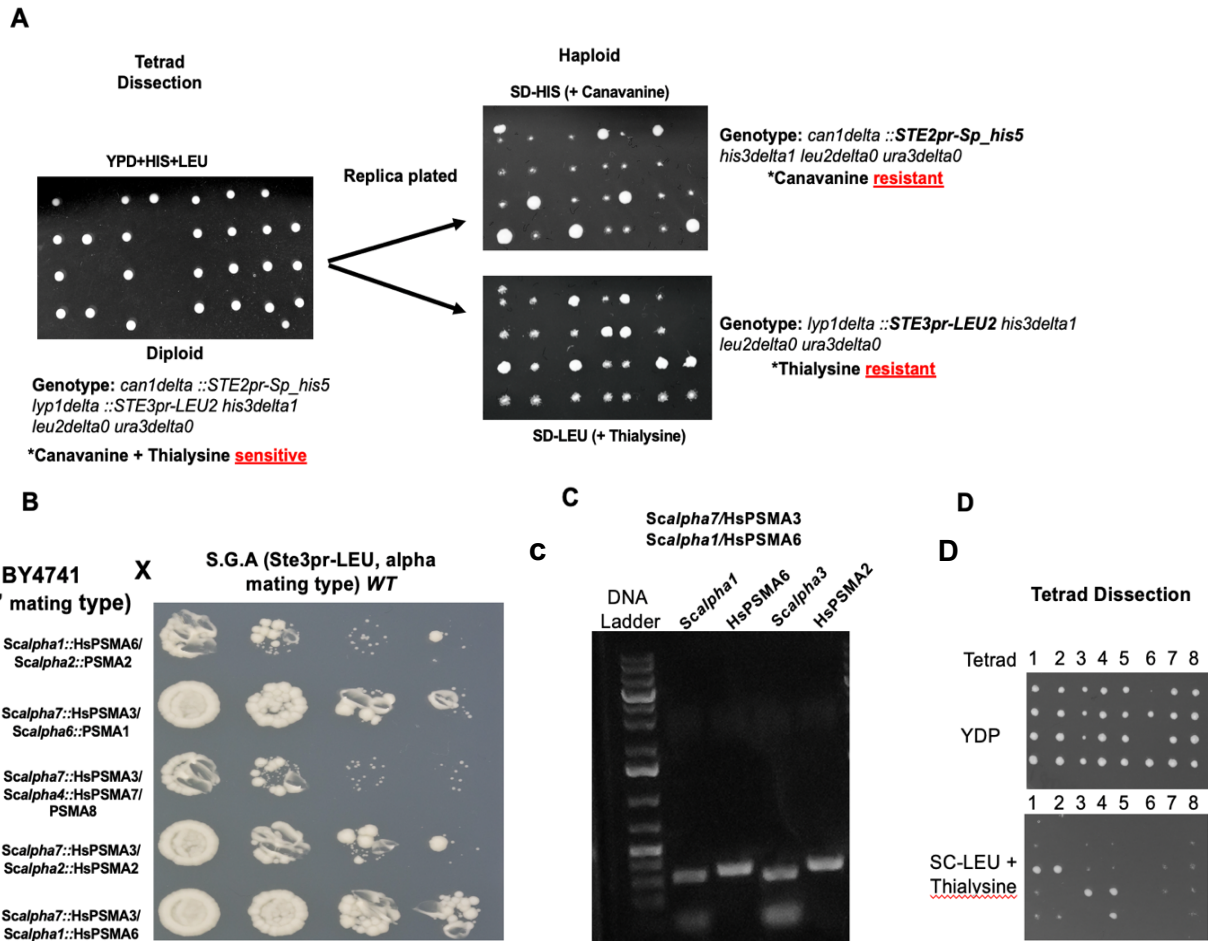 A
Tetrad
Dissection
YPD+HIS+LEU
Diploid
Genotype: can1delta ::STE2pr-Sp_his5
lyp1delta ::STE3pr-LEU2 his3delta1
leu2delta0 ura3delta0
*Canavanine + Thialysine sensitive
Replica plated
Haploid
SD-HIS (+ Canavanine)
Genotype: can1delta ::STE2pr-Sp_his5
his3delta1 leu2delta0 ura3delta0
*Canavanine resistant
Genotype: lyp1delta ::STE3pr-LEU2 his3delta1
leu2delta0 ura3delta0
*Thialysine resistant
SD-LEU (+ Thialysine)
B
BY4741
' mating type)
X
S.G.A (Ste3pr-LEU, alpha
mating type) WT
Scalpha1::HsPSMA6/
Scalpha2::PSMA2
Scalpha7::HsPSMA3/
Scalpha6::PSMA1
Scalpha7::HsPSMA3/
Scalpha4::HsPSMA7/
PSMA8
Scalpha7::HsPSMA3/
Scalpha2::HsPSMA2
Scalpha7::HsPSMA3/
Scalpha1::HsPSMA6
C
Scalpha7/HsPSMA3
Scalpha1/HsPSMA6
c
DNA
Ladder
Scalpha1
HsPSMA6
Scalpha3
HsPSMA2
D
D
Tetrad Dissection
Tetrad 1 2 3 4 5 6 7 8
YDP
1 2 3 4 5 6 7 8
SC-LEU +
Thialvsine